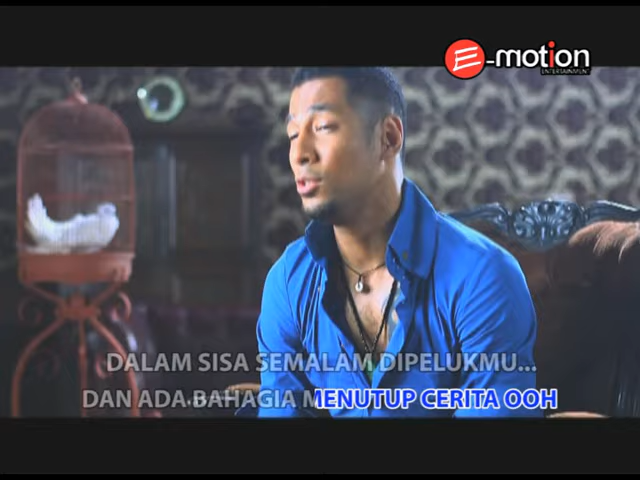 E-motion
ENTERTAINMENT
DALAM SISA SEMALAM DIPELUKMU...
DAN ADA BAHAGIA MENUTUP CERITA OOH